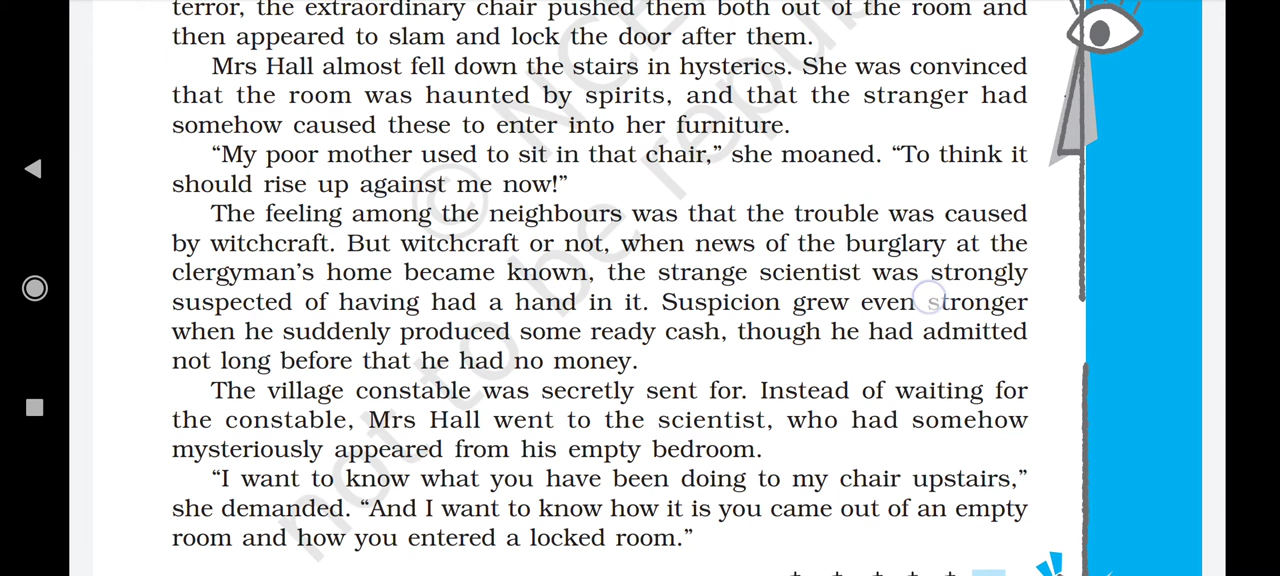 terror, the extraordinary chair pushed them both out of the room and
then appeared to slam and lock the door after them.
Mrs Hall almost fell down the stairs in hysterics. She was convinced
that the room was haunted by spirits, and that the stranger had
somehow caused these to enter into her furniture.
“My poor mother used to sit in that chair,” she moaned. “To think it
should rise up against me now!”
The feeling among the neighbours was that the trouble was caused
by witchcraft. But witchcraft or not, when news of the burglary at the
clergyman’s home became known, the strange scientist was strongly
suspected of having had a hand in it. Suspicion grew even stronger
when he suddenly produced some ready cash, though he had admitted
not long before that he had no money.
The village constable was secretly sent for. Instead of waiting for
the constable, Mrs Hall went to the scientist, who had somehow
mysteriously appeared from his empty bedroom.
“I want to know what you have been doing to my chair upstairs,”
she demanded. “And I want to know how it is you came out of an empty
room and how you entered a locked room.”
© NCE
not to be repu